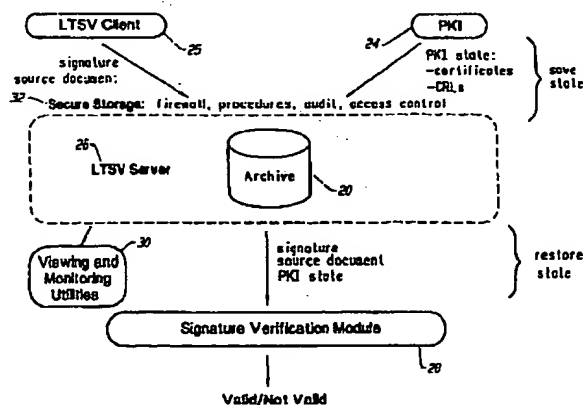 LTSV Client
25
PKI
24
signature
source document:
PKI state:
-certificates
-CRLs
save
state
32
Secure Storage: firewall, procedures, audit, access control
26
LTSV Server
Archive
20
30
Viewing and
Monitoring
Utilities
signature
source document
PKI state
restore
state
Signature Verification Module
28
Valid/Not Valid